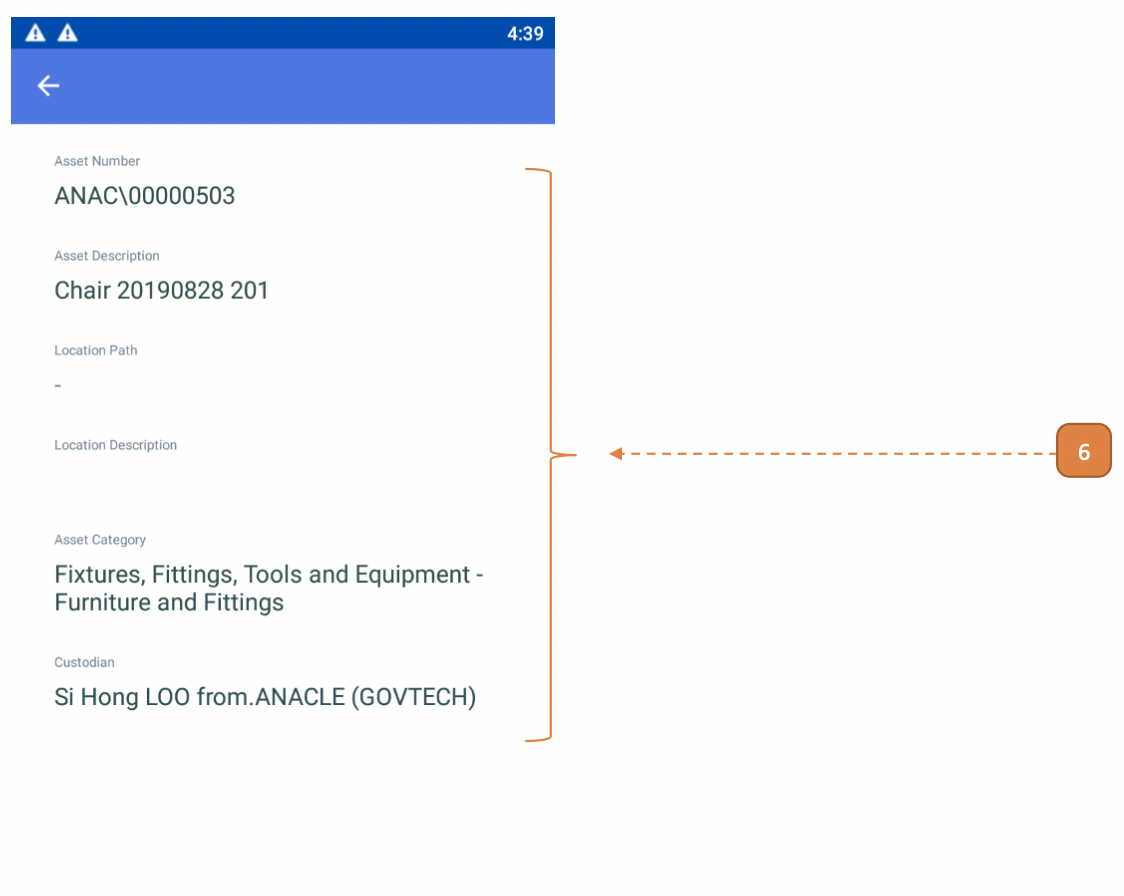 4:39
Asset Number
ANAC\00000503
Asset Description
Chair 20190828 201
Location Path
-
Location Description
Asset Category
Fixtures, Fittings, Tools and Equipment -
Furniture and Fittings
Custodian
Si Hong LOO from.ANACLE (GOVTECH)
6